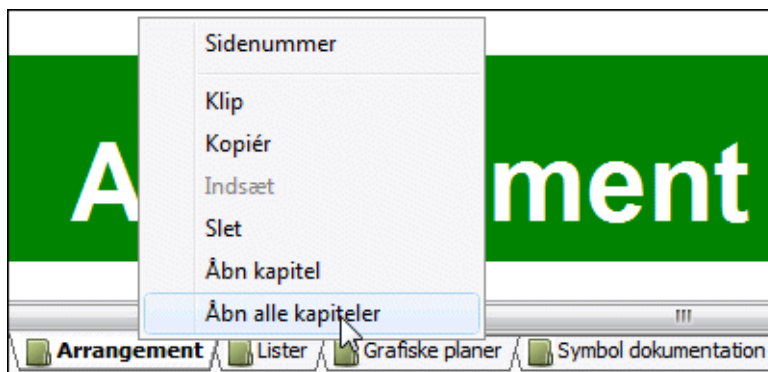 Sidenummer
Klip
Kopiér
Indsæt
Slet
Åbn kapitel
Åbn alle kapiteler
A ment
Arrangement Lister Grafiske planer Symbol dokumentation